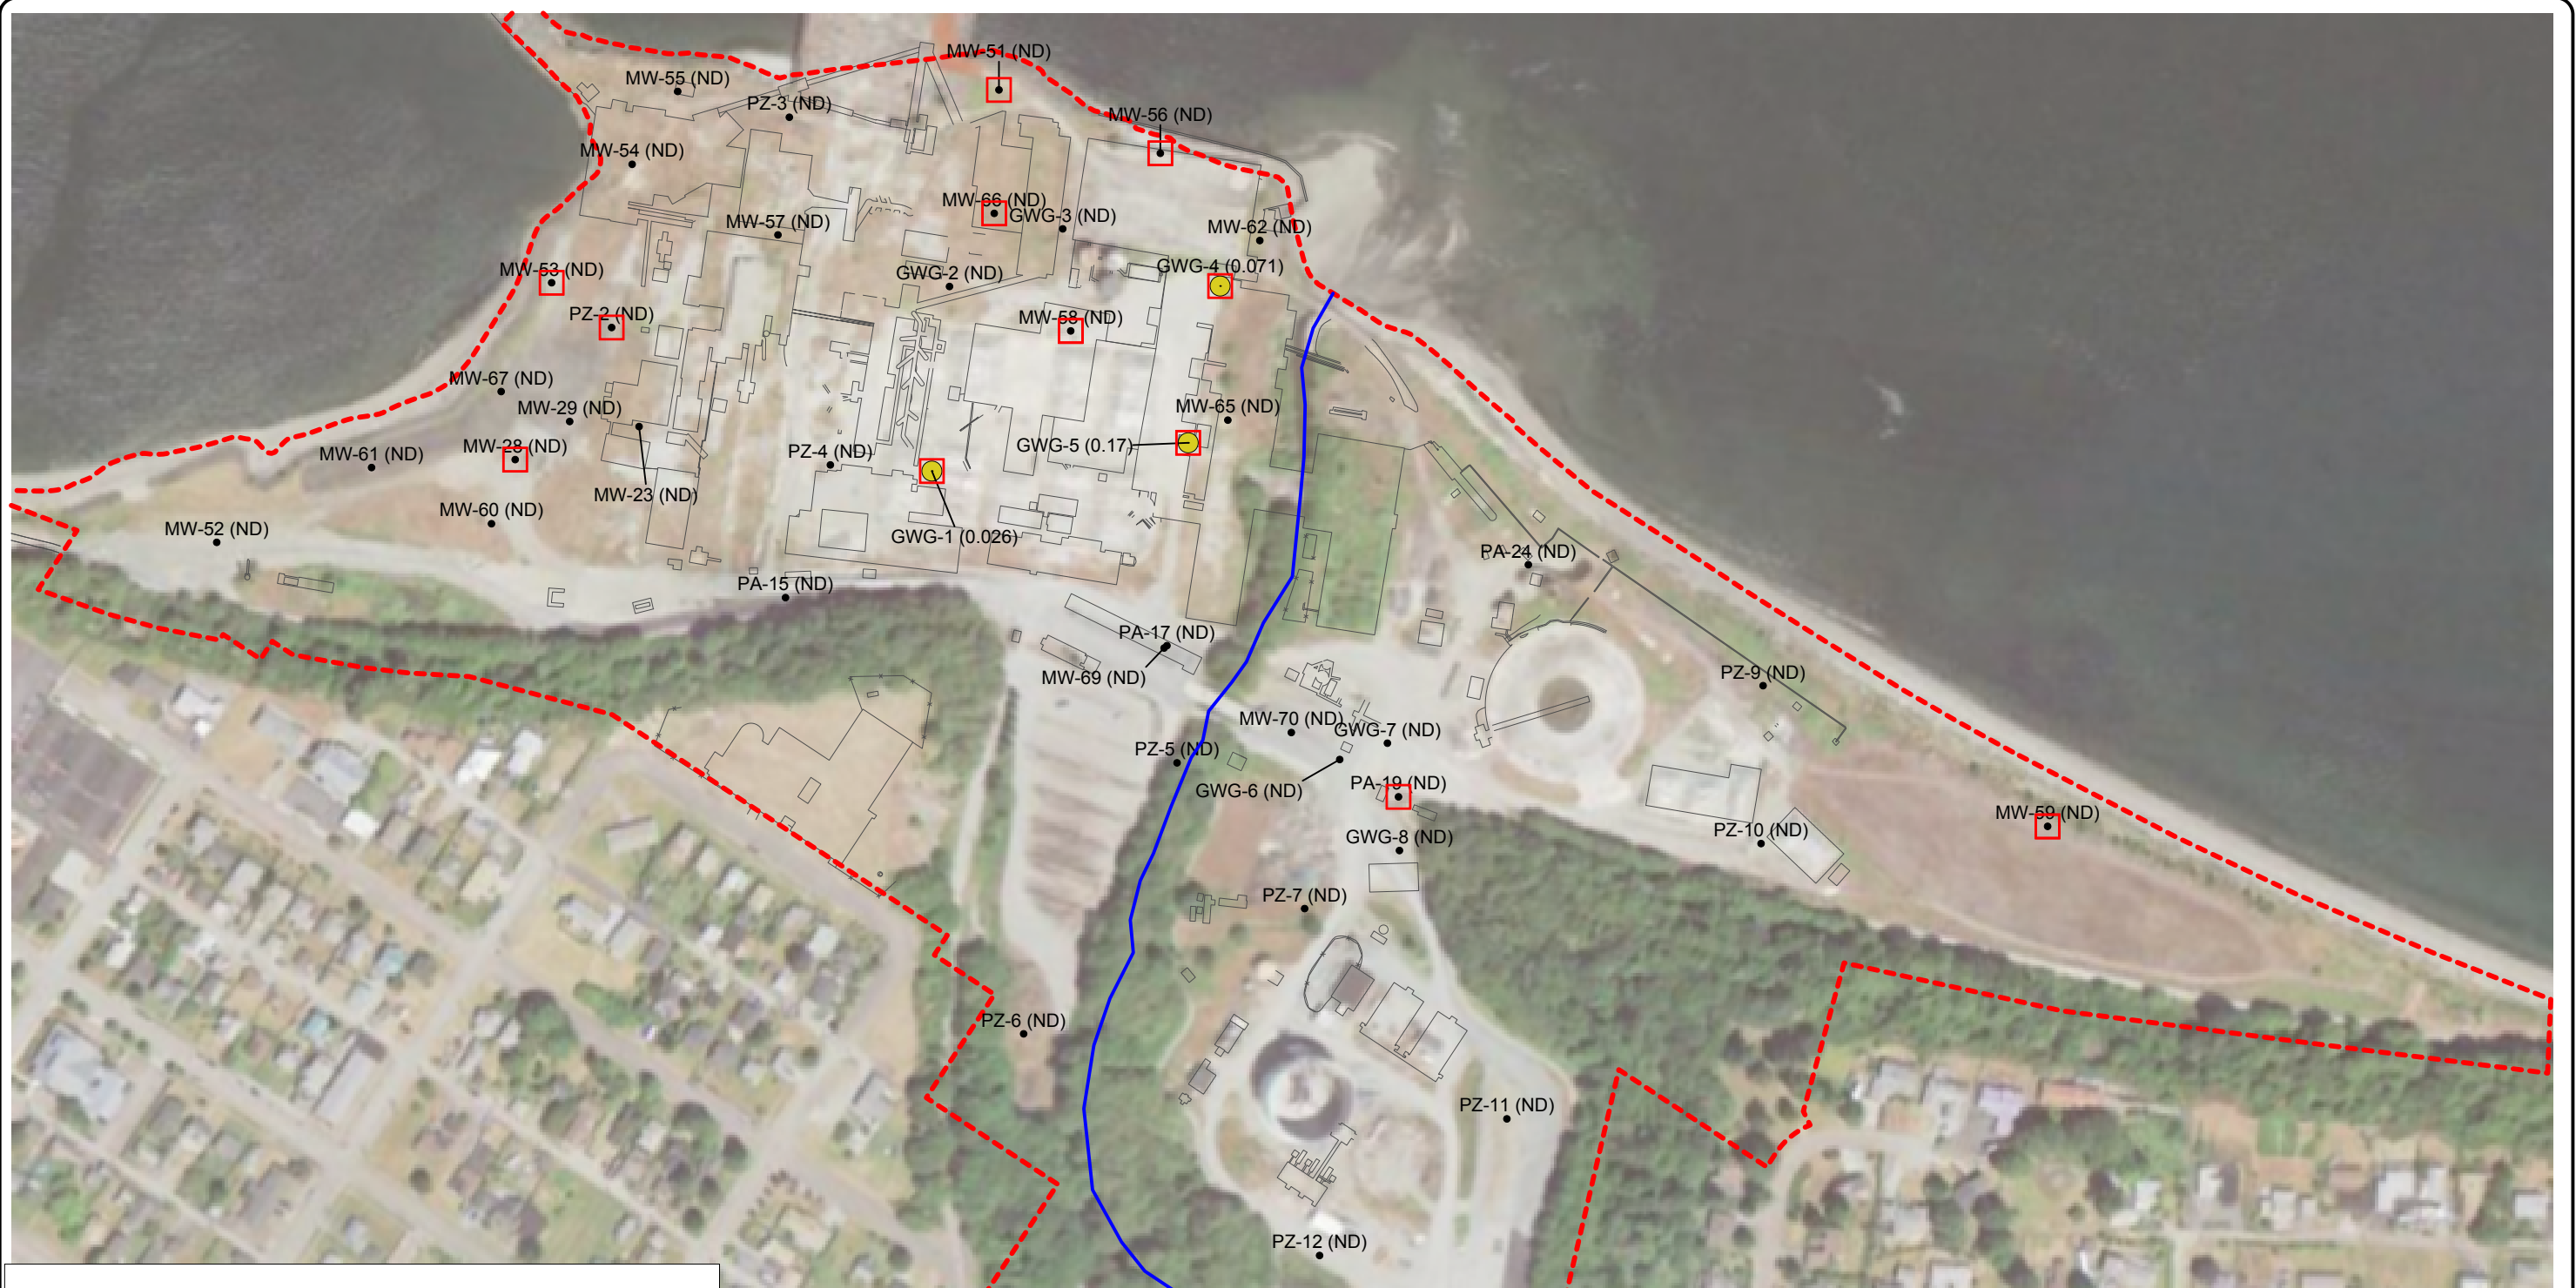 MW-51 (ND)
MW-55 (ND)
PZ-3 (ND)
MW-56 (ND)
MW-54 (ND)
MW-66 (ND)
GWG-3 (ND)
MW-57 (ND)
MW-62 (ND)
MW-53 (ND)
GWG-2 (ND)
GWG-4 (0.071)
PZ-2 (ND)
MW-58 (ND)
MW-67 (ND)
MW-29 (ND)
MW-65 (ND)
MW-28 (ND)
GWG-5 (0.17)
MW-61 (ND)
PZ-4 (ND)
MW-23 (ND)
MW-60 (ND)
MW-52 (ND)
GWG-1 (0.026)
PA-24 (ND)
PA-15 (ND)
PA-17 (ND)
MW-69 (ND)
PZ-9 (ND)
MW-70 (ND)
GWG-7 (ND)
PZ-5 (ND)
GWG-6 (ND)
PA-19 (ND)
MW-59 (ND)
GWG-8 (ND)
PZ-10 (ND)
PZ-7 (ND)
PZ-6 (ND)
PZ-11 (ND)
PZ-12 (ND)